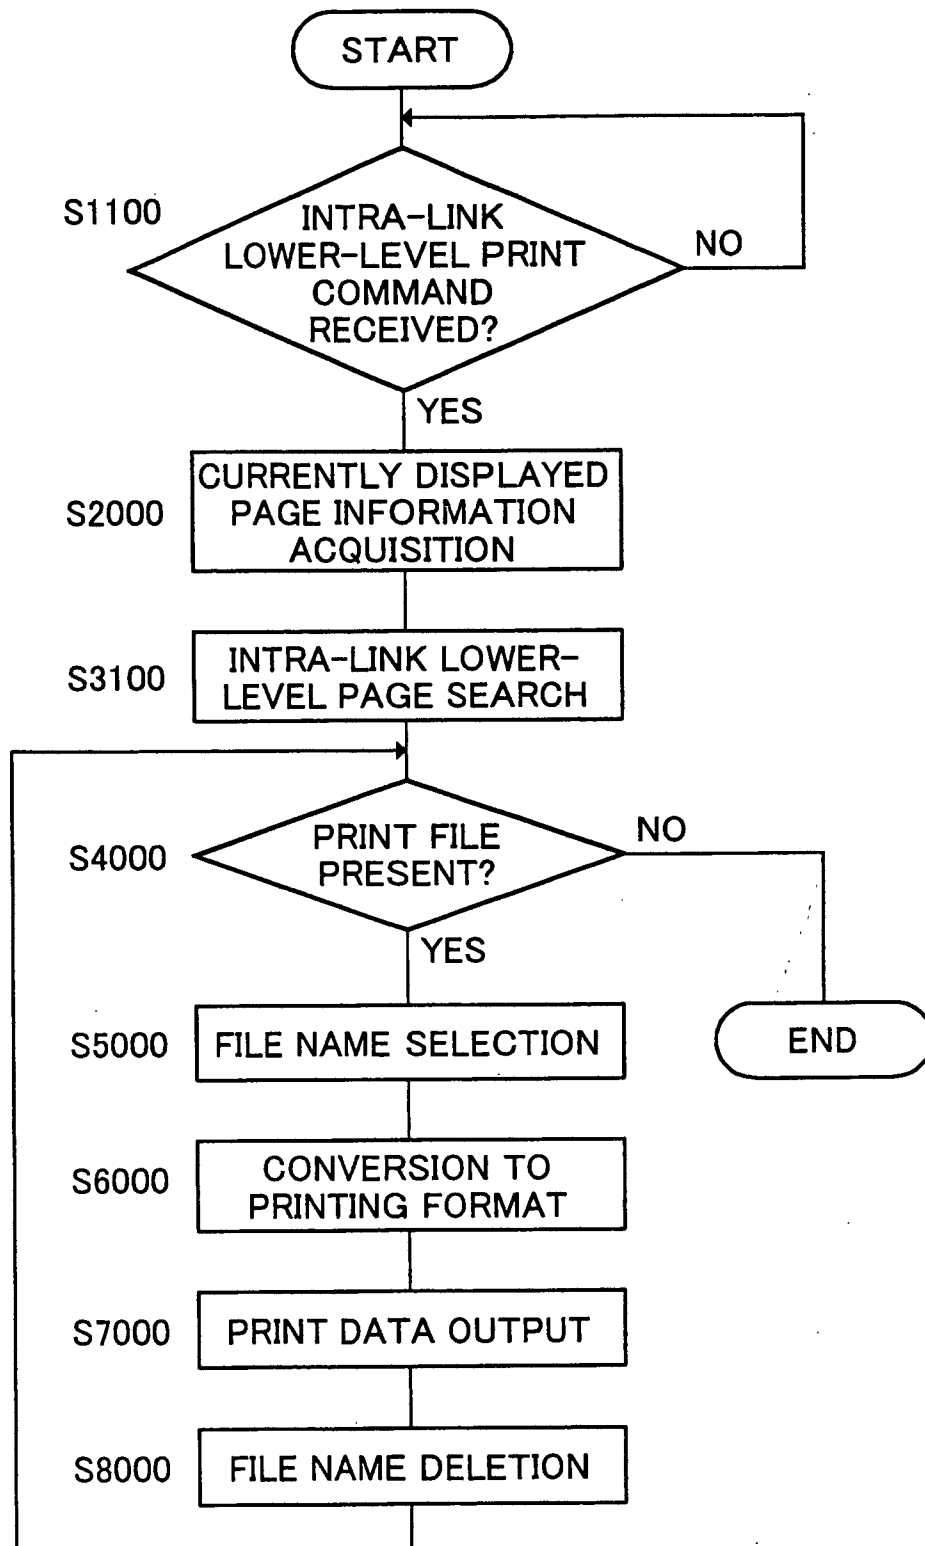 START
S1100
INTRA-LINK
LOWER-LEVEL PRINT
COMMAND
RECEIVED?
NO
YES
S2000
CURRENTLY DISPLAYED
PAGE INFORMATION
ACQUISITION
S3100
INTRA-LINK LOWER-
LEVEL PAGE SEARCH
S4000
PRINT FILE
PRESENT?
NO
YES
END
S5000
FILE NAME SELECTION
S6000
CONVERSION TO
PRINTING FORMAT
S7000
PRINT DATA OUTPUT
S8000
FILE NAME DELETION